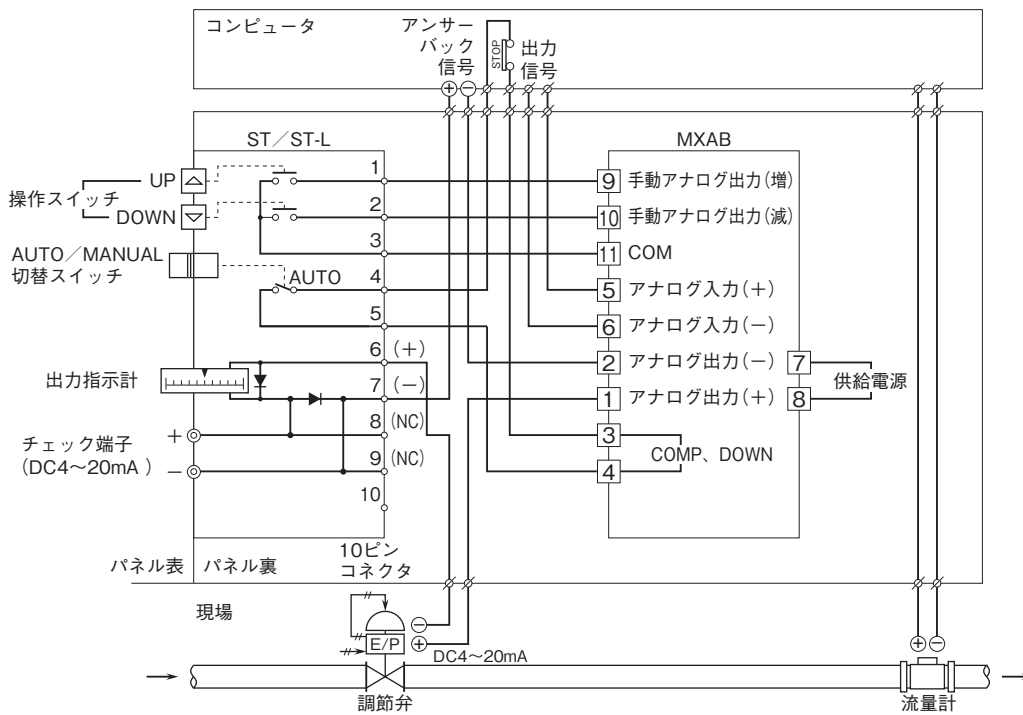 コンピュータ
アンサー
バック
信号
STOP
出力
信号
ST／ST-L
MXAB
操作スイッチ
UP
DOWN
AUTO／MANUAL
切替スイッチ
AUTO
出力指示計
チェック端子
（DC4～20mA ）
＋
－
1
2
3
4
5
6 (＋)
7 (－)
8 (NC)
9 (NC)
10
10ピン
コネクタ
9 手動アナログ出力(増)
10 手動アナログ出力(減)
11 COM
5 アナログ入力(＋)
6 アナログ入力(－)
2 アナログ出力(－)
1 アナログ出力(＋)
3
4
COMP、DOWN
7
8
供給電源
パネル表
パネル裏
現場
E/P
－
＋
DC4～20mA
調節弁
＋ －
流量計